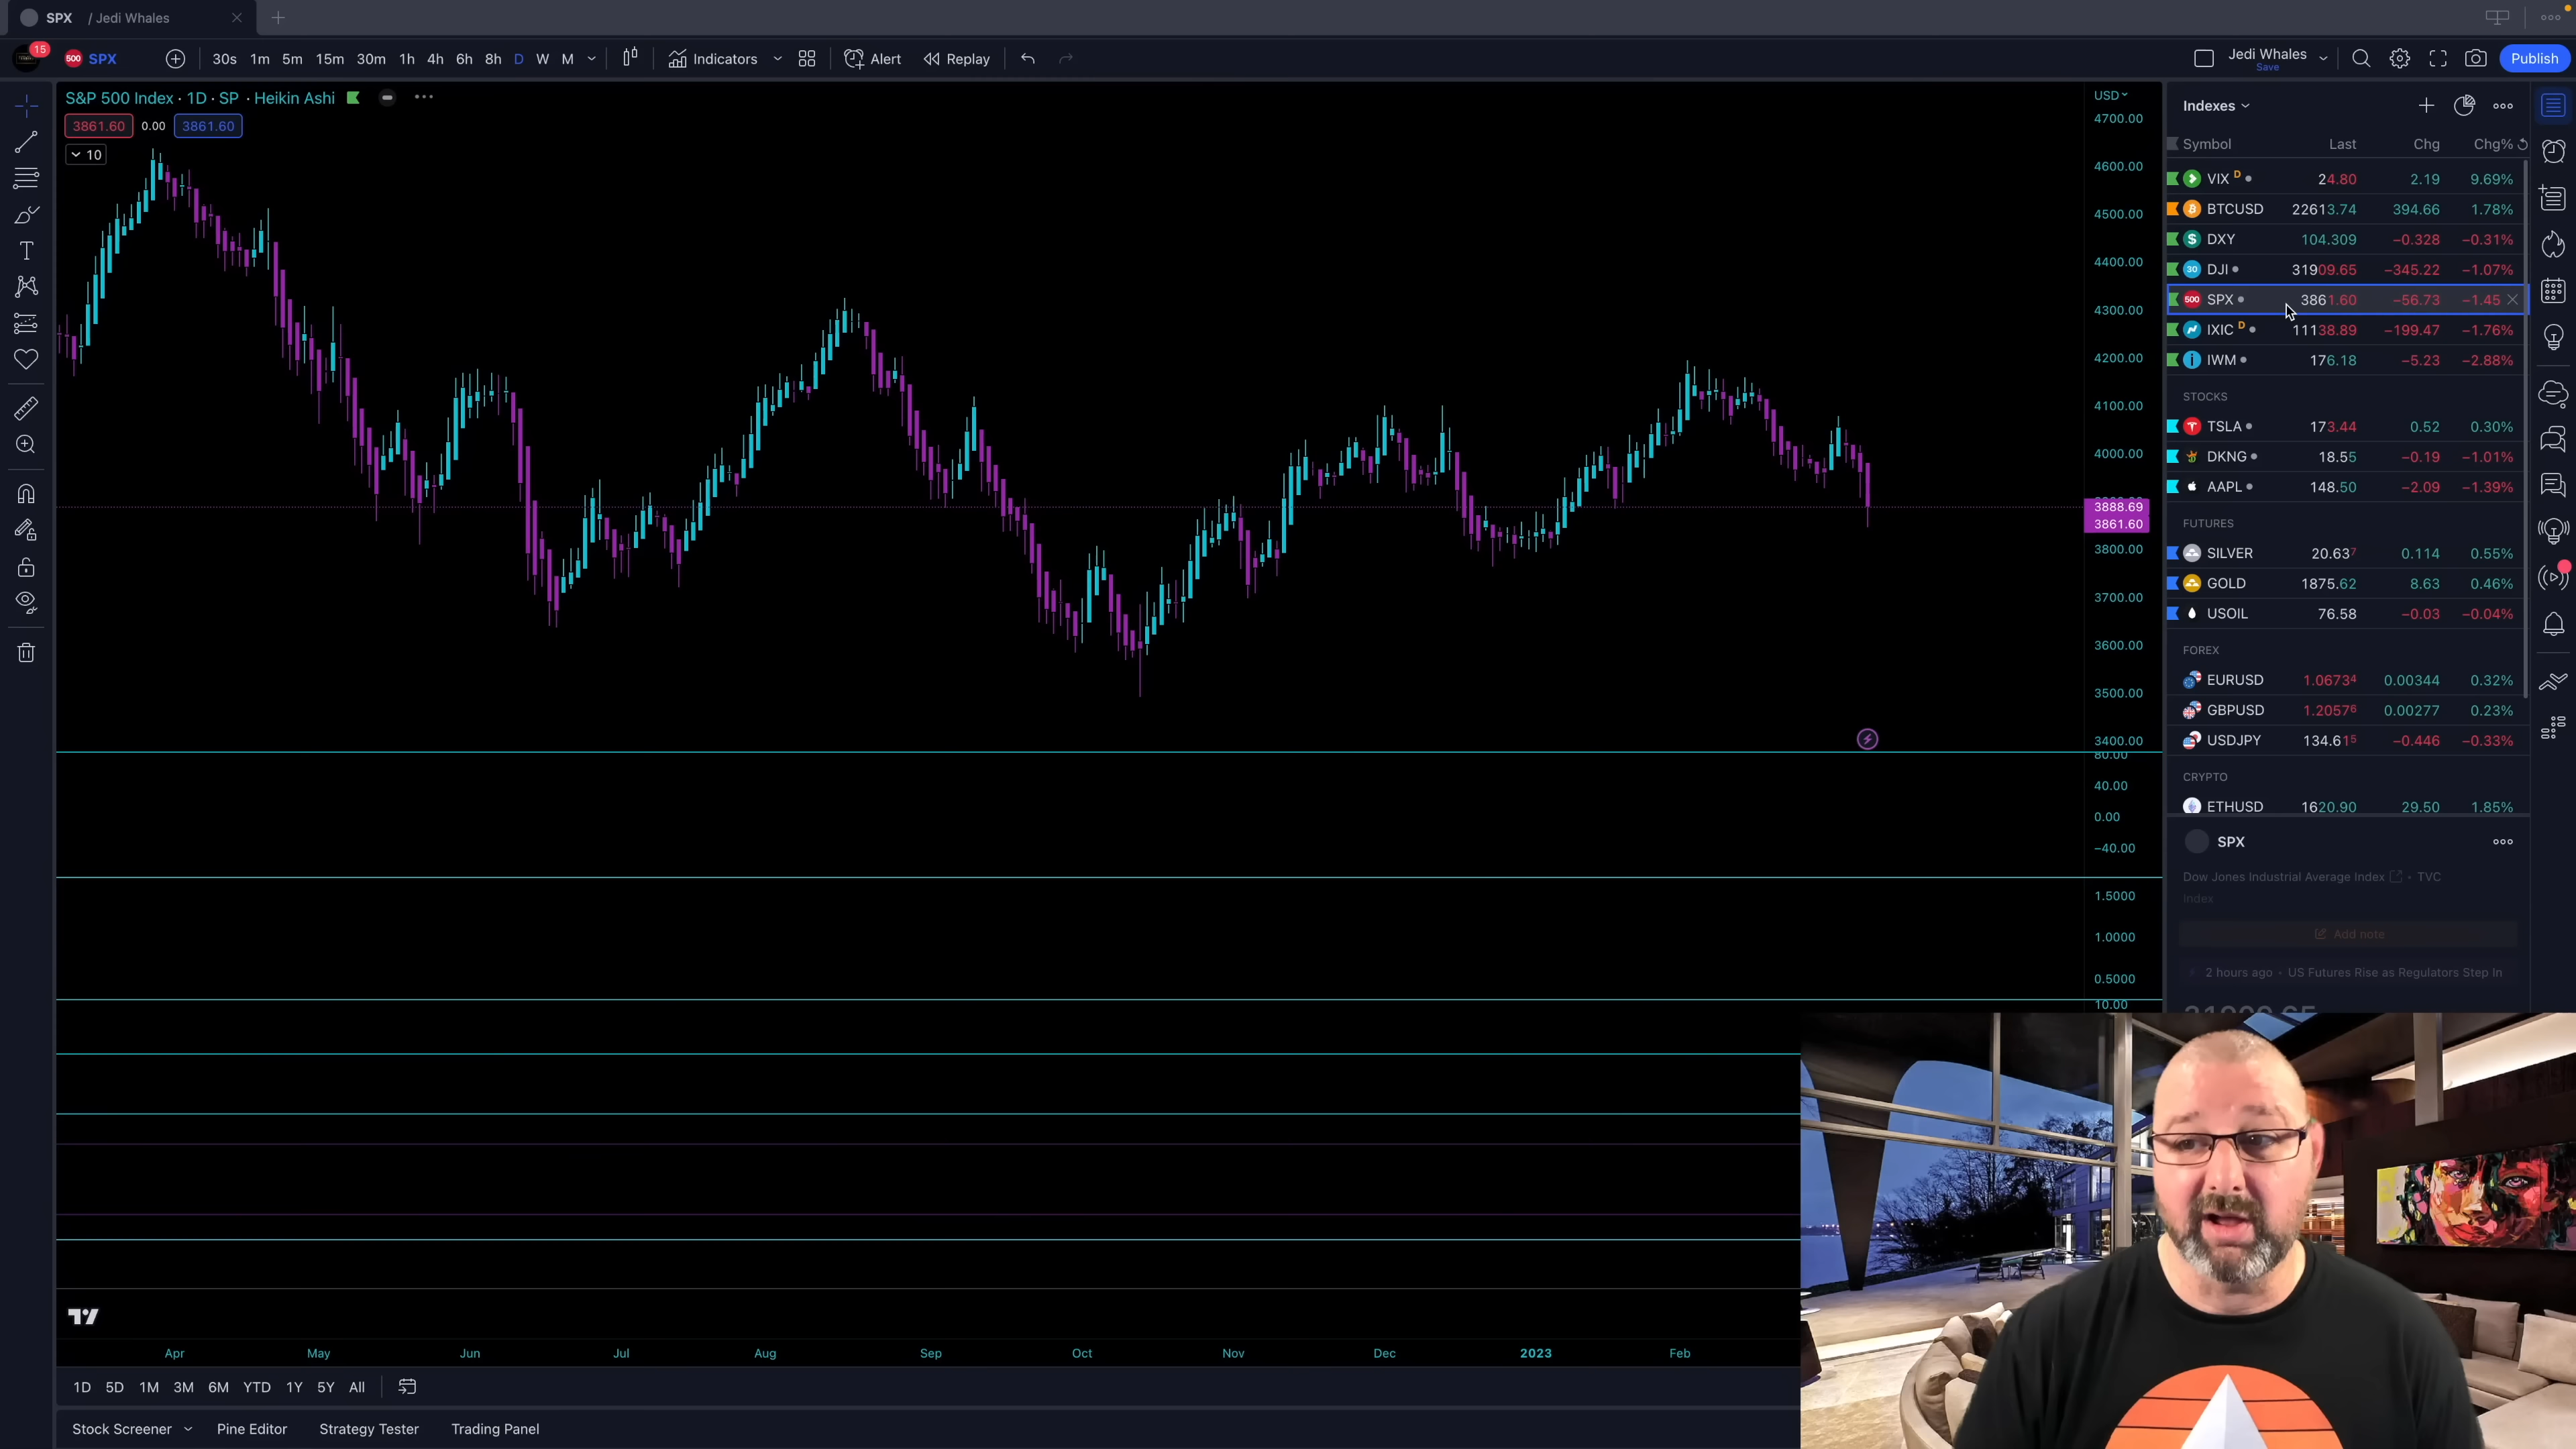 SPX / Jedi Whales
15 500 SPX 30s 1m 5m 15m 30m 1h 4h 6h 8h D W M Indicators Alert Replay Jedi Whales Save Publish
S&P 500 Index · 1D · SP · Heikin Ashi
3861.60 0.00 3861.60
10
USD
4700.00
4600.00
4500.00
4400.00
4300.00
4200.00
4100.00
4000.00
3888.69
3861.60
3800.00
3700.00
3600.00
3500.00
3400.00
80.00
40.00
0.00
−40.00
1.5000
1.0000
0.5000
10.00
Indexes
Symbol Last Chg Chg%
VIX D 24.80 2.19 9.69%
BTCUSD 22613.74 394.66 1.78%
DXY 104.309 −0.328 −0.31%
30 DJI 31909.65 −345.22 −1.07%
500 SPX 3861.60 −56.73 −1.45
IXIC D 11138.89 −199.47 −1.76%
IWM 176.18 −5.23 −2.88%
STOCKS
TSLA 173.44 0.52 0.30%
DKNG 18.55 −0.19 −1.01%
AAPL 148.50 −2.09 −1.39%
FUTURES
SILVER 20.637 0.114 0.55%
GOLD 1875.62 8.63 0.46%
USOIL 76.58 −0.03 −0.04%
FOREX
EURUSD 1.06734 0.00344 0.32%
GBPUSD 1.20576 0.00277 0.23%
USDJPY 134.615 −0.446 −0.33%
CRYPTO
ETHUSD 1620.90 29.50 1.85%
SPX
Dow Jones Industrial Average Index • TVC
Index
Add note
2 hours ago • US Futures Rise as Regulators Step In
Apr May Jun Jul Aug Sep Oct Nov Dec 2023 Feb
1D 5D 1M 3M 6M YTD 1Y 5Y All
Stock Screener Pine Editor Strategy Tester Trading Panel